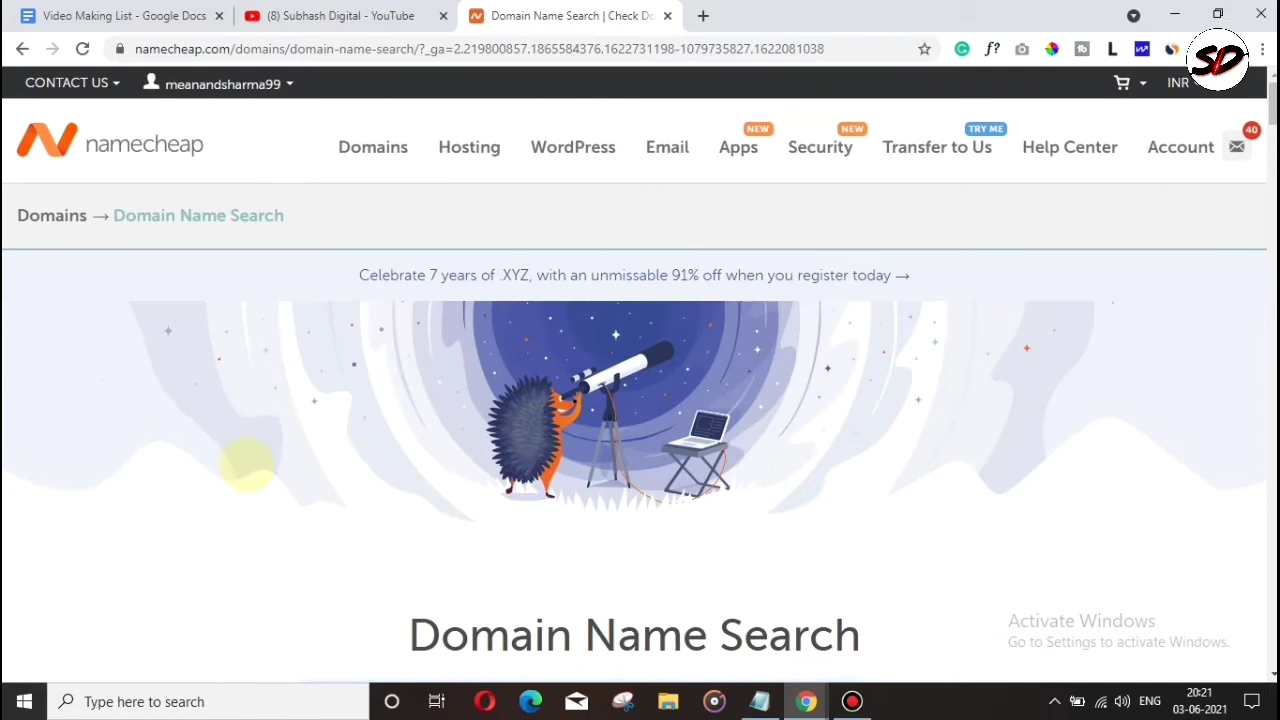 Video Making List - Google Docs
(8) Subhash Digital - YouTube
Domain Name Search | Check Do
namecheap.com/domains/domain-name-search/?_ga=2.219800857.1865584376.1622731198-1079735827.1622081038
f?
L
SD
CONTACT US
meanandsharma99
INR
namecheap
Domains
Hosting
WordPress
Email
NEW
Apps
NEW
Security
TRY ME
Transfer to Us
Help Center
Account
40
Domains → Domain Name Search
Celebrate 7 years of .XYZ, with an unmissable 91% off when you register today →
Domain Name Search
Activate Windows
Go to Settings to activate Windows.
Type here to search
ENG
20:21
03-06-2021